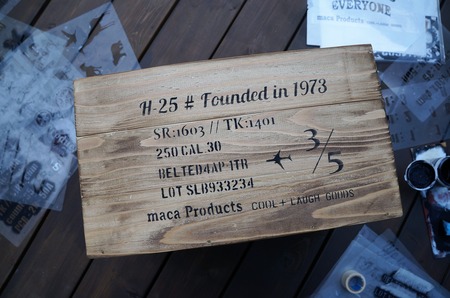 EVERYONE
maca Products
H-25 # Founded in 1973
SR:1603 // TK:1401
250 CAL.30
BELTED4AP-1TR
LOT SLB933234
3/5
maca Products COOL + LAUGH GOODS